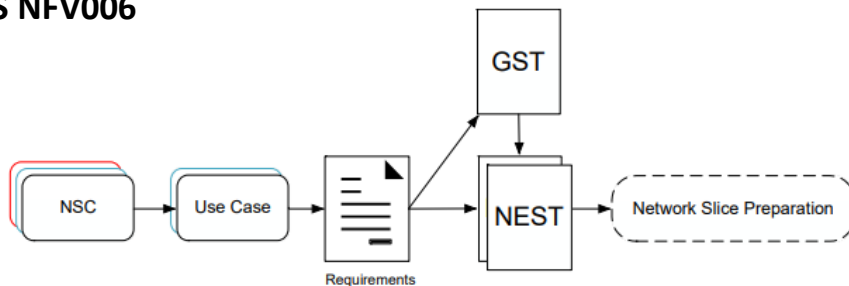 S NFV006
GST
NSC
Use Case
NEST
Network Slice Preparation
Requirements